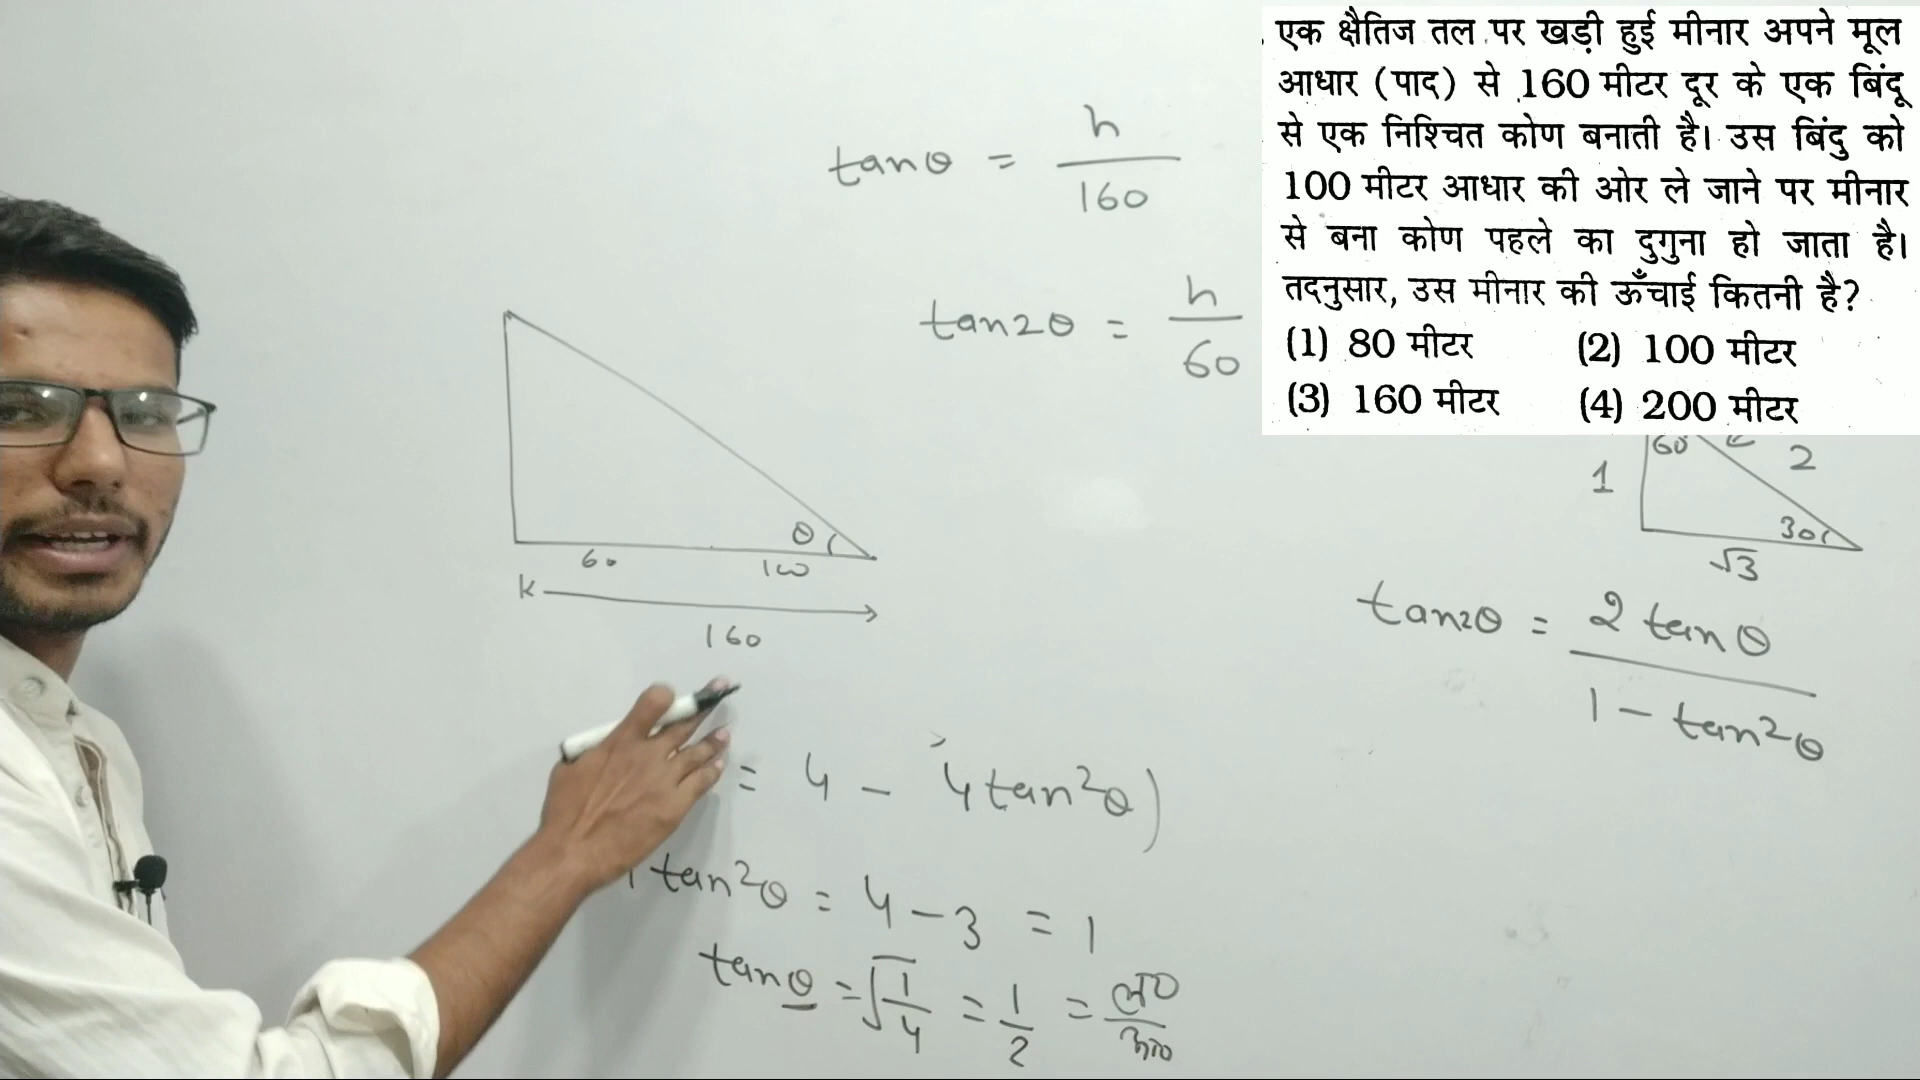 एक क्षैतिज तल पर खड़ी हुई मीनार अपने मूल
आधार (पाद) से 160 मीटर दूर के एक बिंदू
से एक निश्चित कोण बनाती है। उस बिंदु को
100 मीटर आधार की ओर ले जाने पर मीनार
से बना कोण पहले का दुगुना हो जाता है।
तदनुसार, उस मीनार की ऊँचाई कितनी है?
(1) 80 मीटर (2) 100 मीटर
(3) 160 मीटर (4) 200 मीटर
tanθ = h/160
tan2θ = h/60
θ
60 100
160
60° 2
1
30
√3
tan2θ = 2 tanθ / 1 - tan²θ
= 4 - 4tan²θ)
tan²θ = 4 - 3 = 1
tanθ = √1/4 = 1/2 =